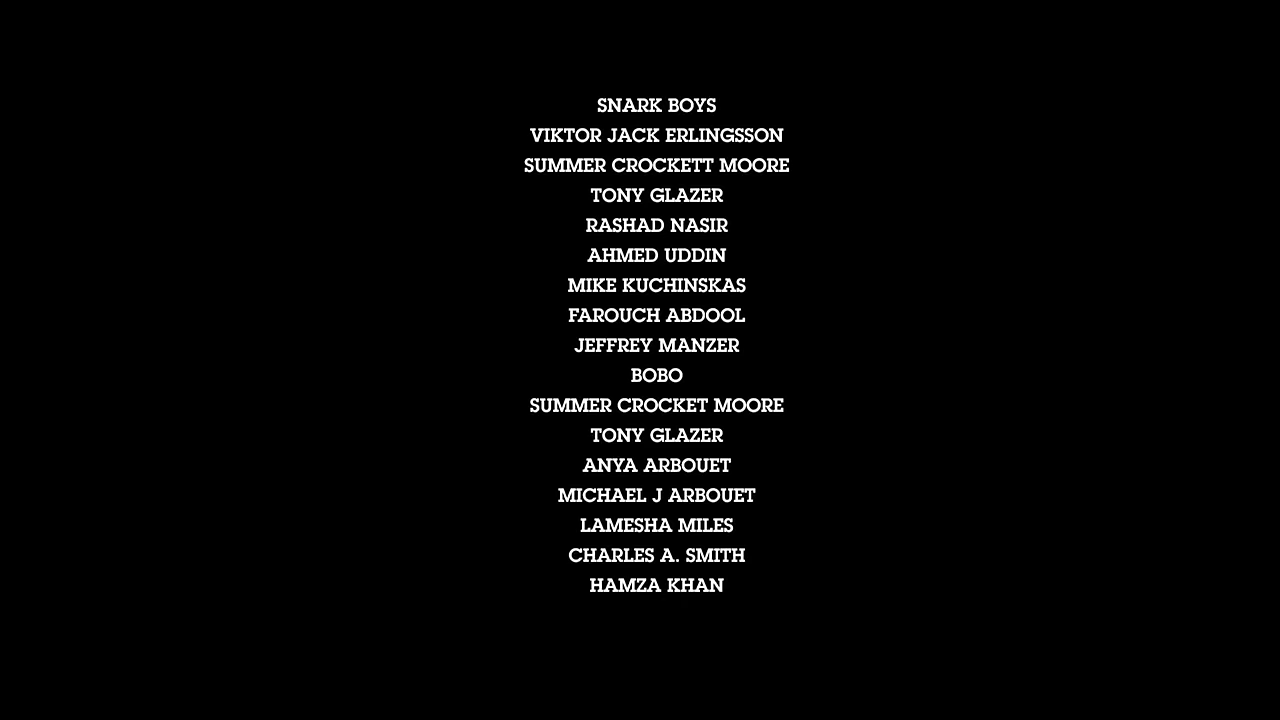 SNARK BOYS
VIKTOR JACK ERLINGSSON
SUMMER CROCKETT MOORE
TONY GLAZER
RASHAD NASIR
AHMED UDDIN
MIKE KUCHINSKAS
FAROUCH ABDOOL
JEFFREY MANZER
BOBO
SUMMER CROCKET MOORE
TONY GLAZER
ANYA ARBOUET
MICHAEL J ARBOUET
LAMESHA MILES
CHARLES A. SMITH
HAMZA KHAN